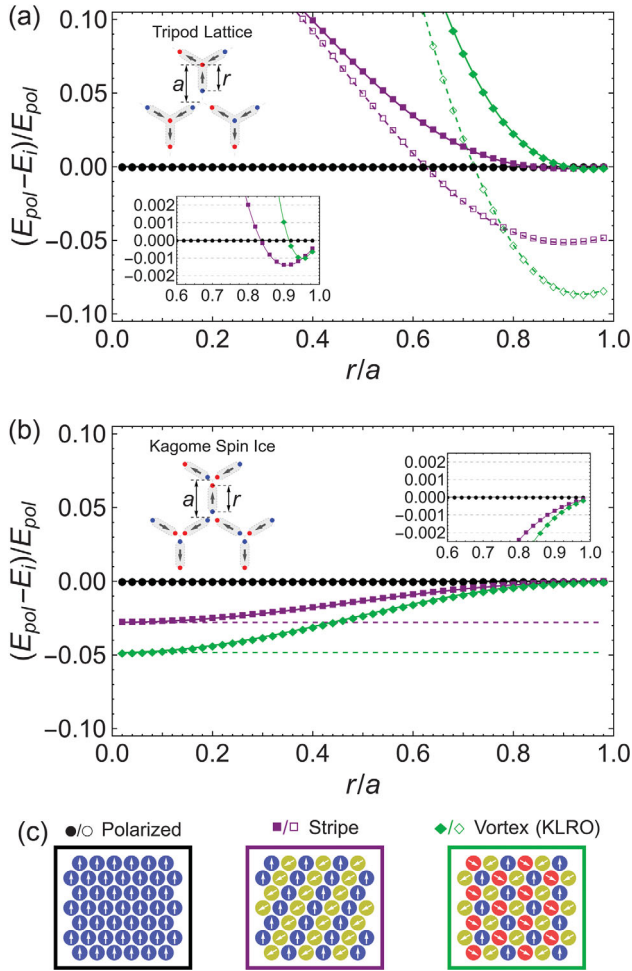 (a)
Tripod Lattice
a
r
(E_pol−E_i)/E_pol
0.10
0.05
0.00
−0.05
−0.10
0.002
0.001
0.000
−0.001
−0.002
0.6 0.7 0.8 0.9 1.0
0.0 0.2 0.4 0.6 0.8 1.0
r/a
(b)
Kagome Spin Ice
a
r
(E_pol−E_i)/E_pol
0.10
0.05
0.00
−0.05
−0.10
0.002
0.001
0.000
−0.001
−0.002
0.6 0.7 0.8 0.9 1.0
0.0 0.2 0.4 0.6 0.8 1.0
r/a
(c)
●/○ Polarized
■/□ Stripe
◆/◇ Vortex (KLRO)